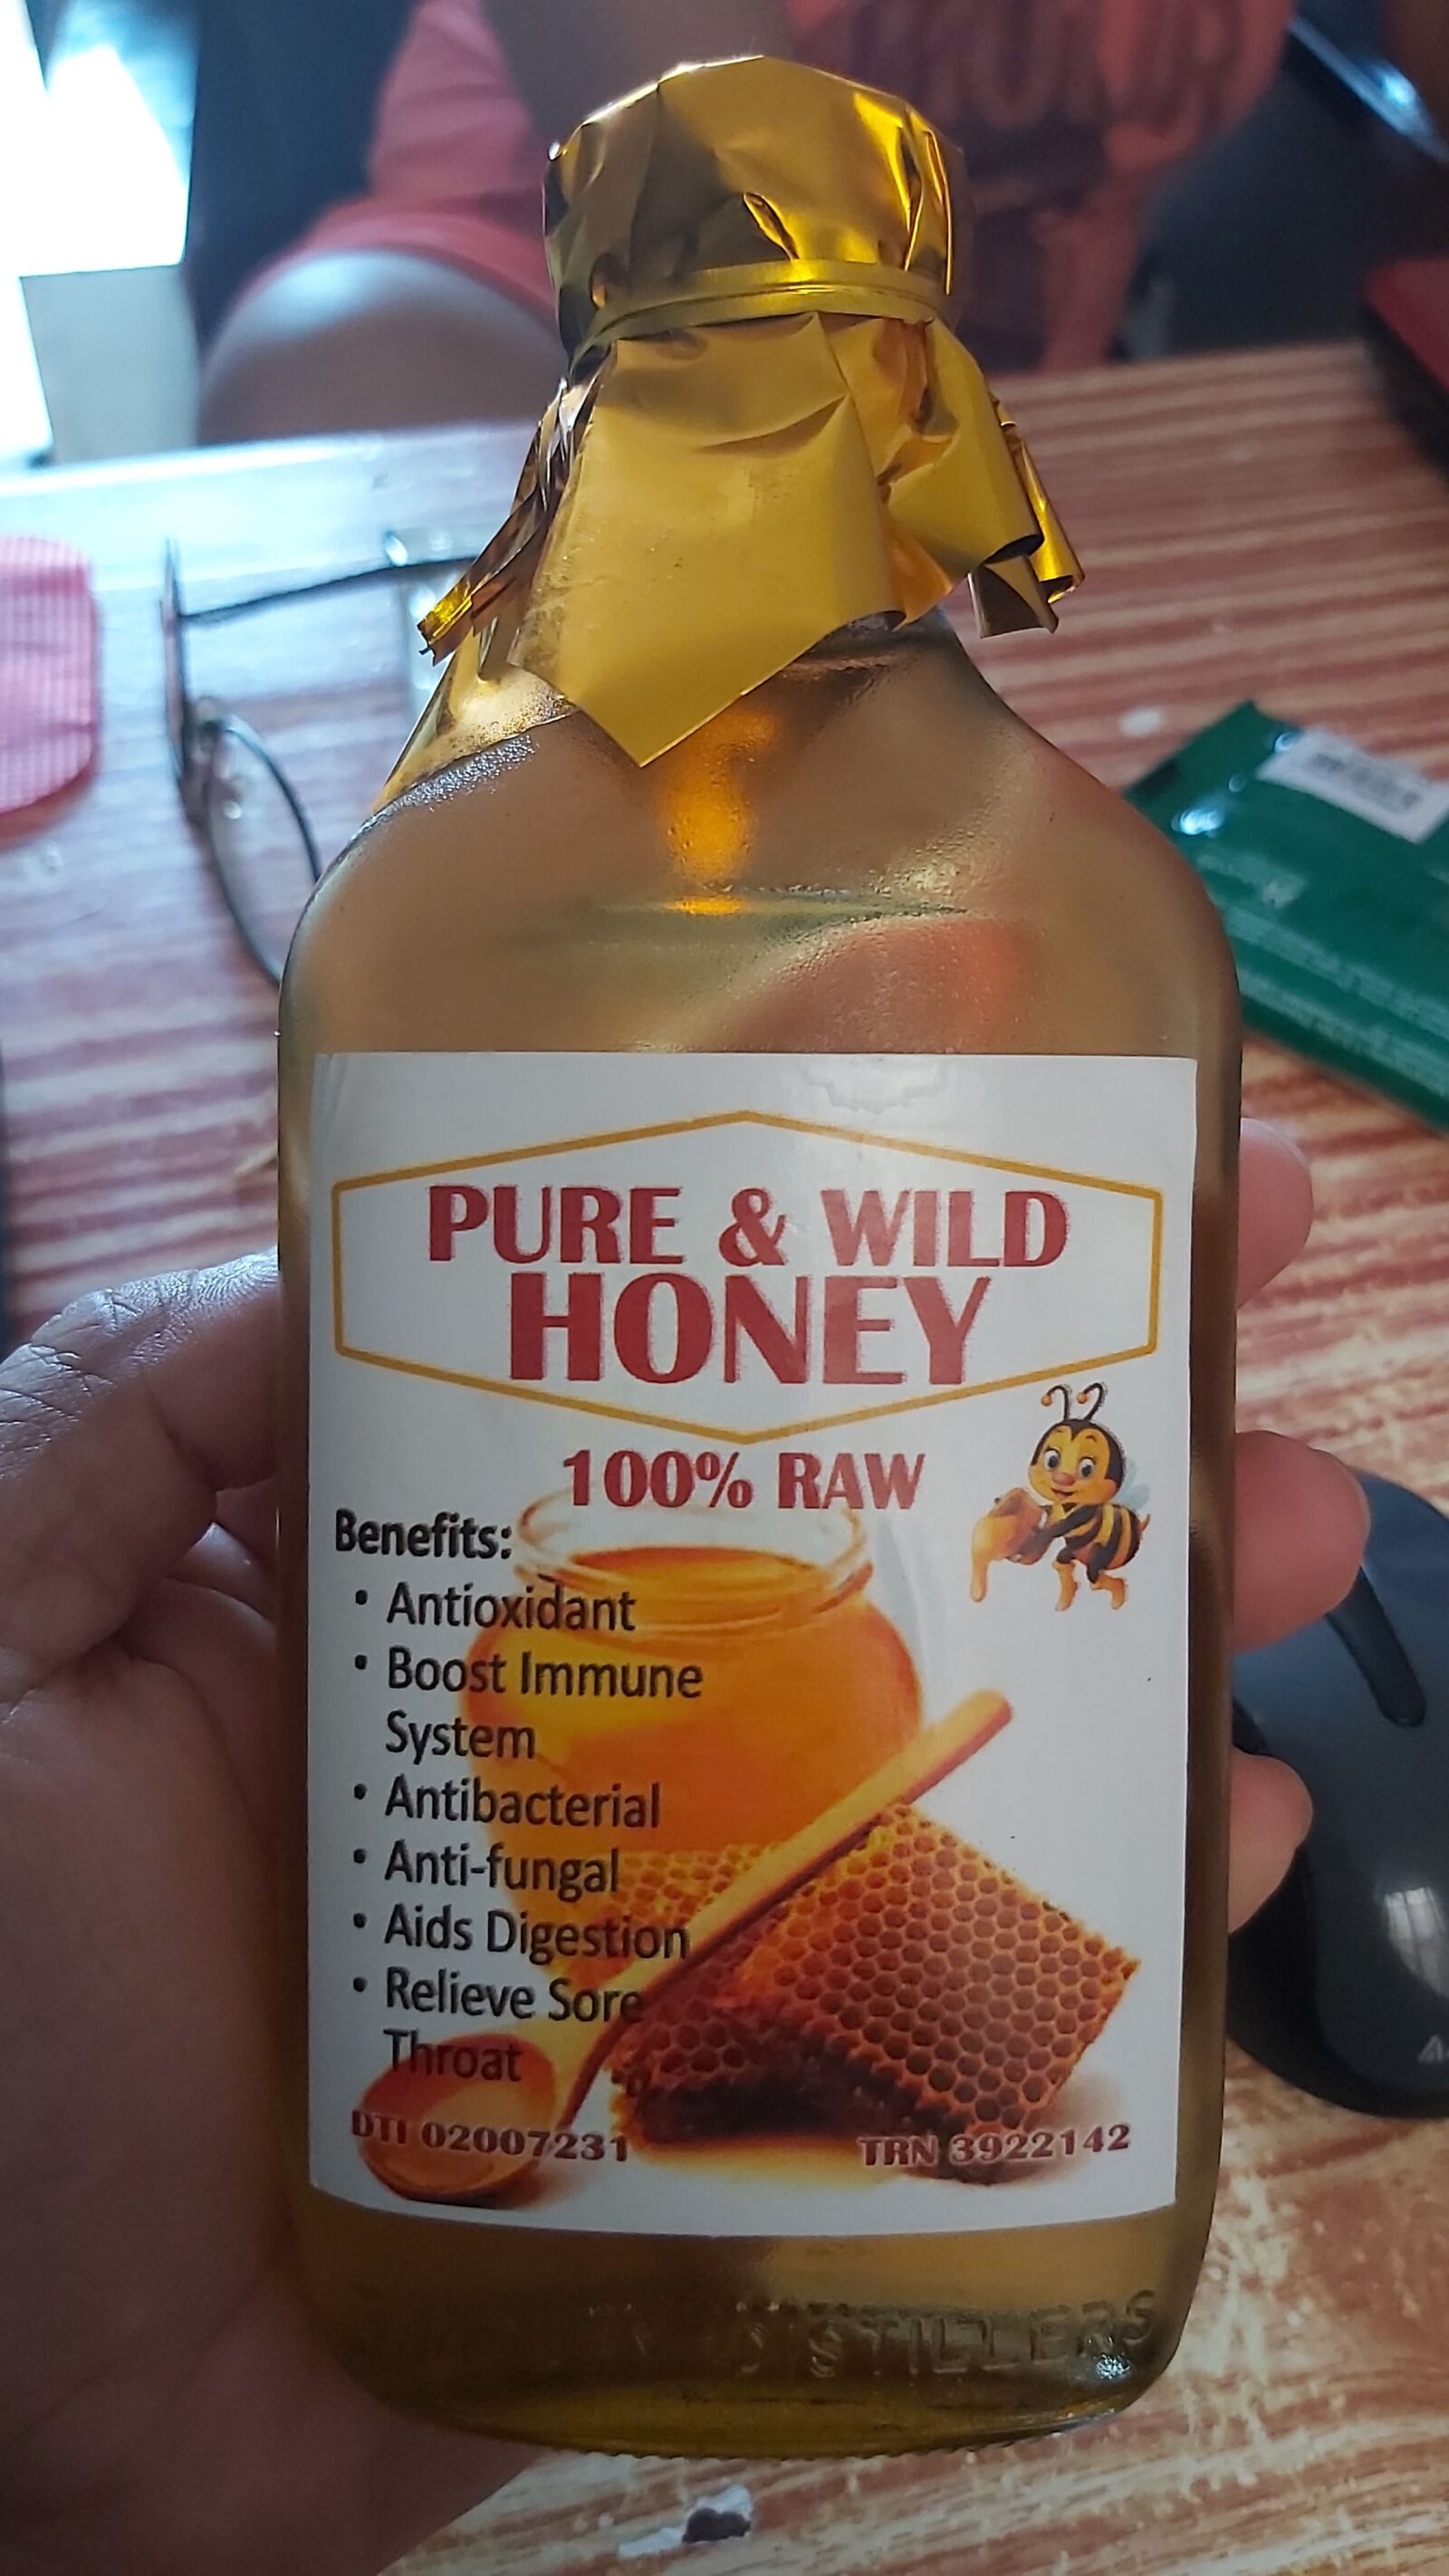 PURE & WILD
HONEY
100% RAW
Benefits:
• Antioxidant
• Boost Immune
System
• Antibacterial
• Anti-fungal
• Aids Digestion
• Relieve Sore
Throat
DTI 02007231
TRN 3922142
DISTILLERS